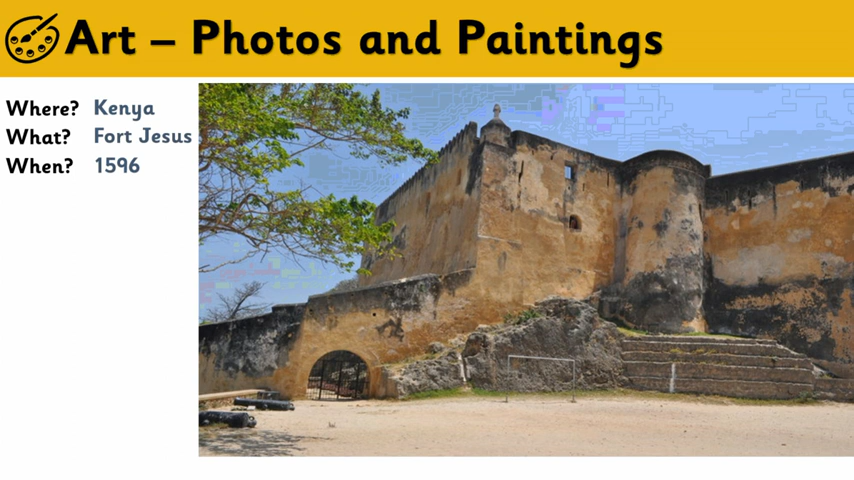 Art – Photos and Paintings
Where? Kenya
What? Fort Jesus
When? 1596